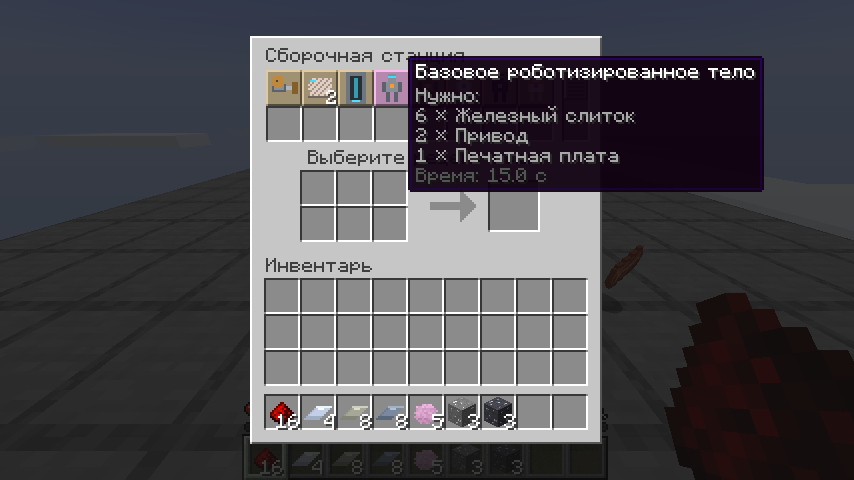 Сборочная станция
Базовое роботизированное тело
Нужно:
6 × Железный слиток
2 × Привод
1 × Печатная плата
Время: 15.0 с
2
Выберите
Инвентарь
16 4 8 8 5 3 3
16 4 8 8 5 3 3